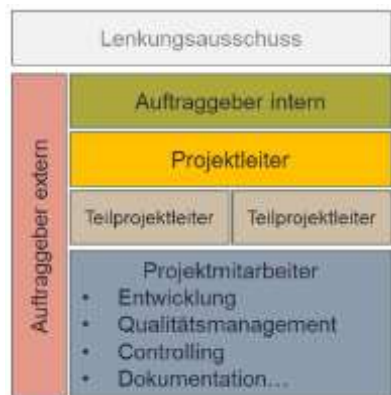 Lenkungsausschuss
Auftraggeber extern
Auftraggeber intern
Projektleiter
Teilprojektleiter
Teilprojektleiter
Projektmitarbeiter
• Entwicklung
• Qualitätsmanagement
• Controlling
• Dokumentation…